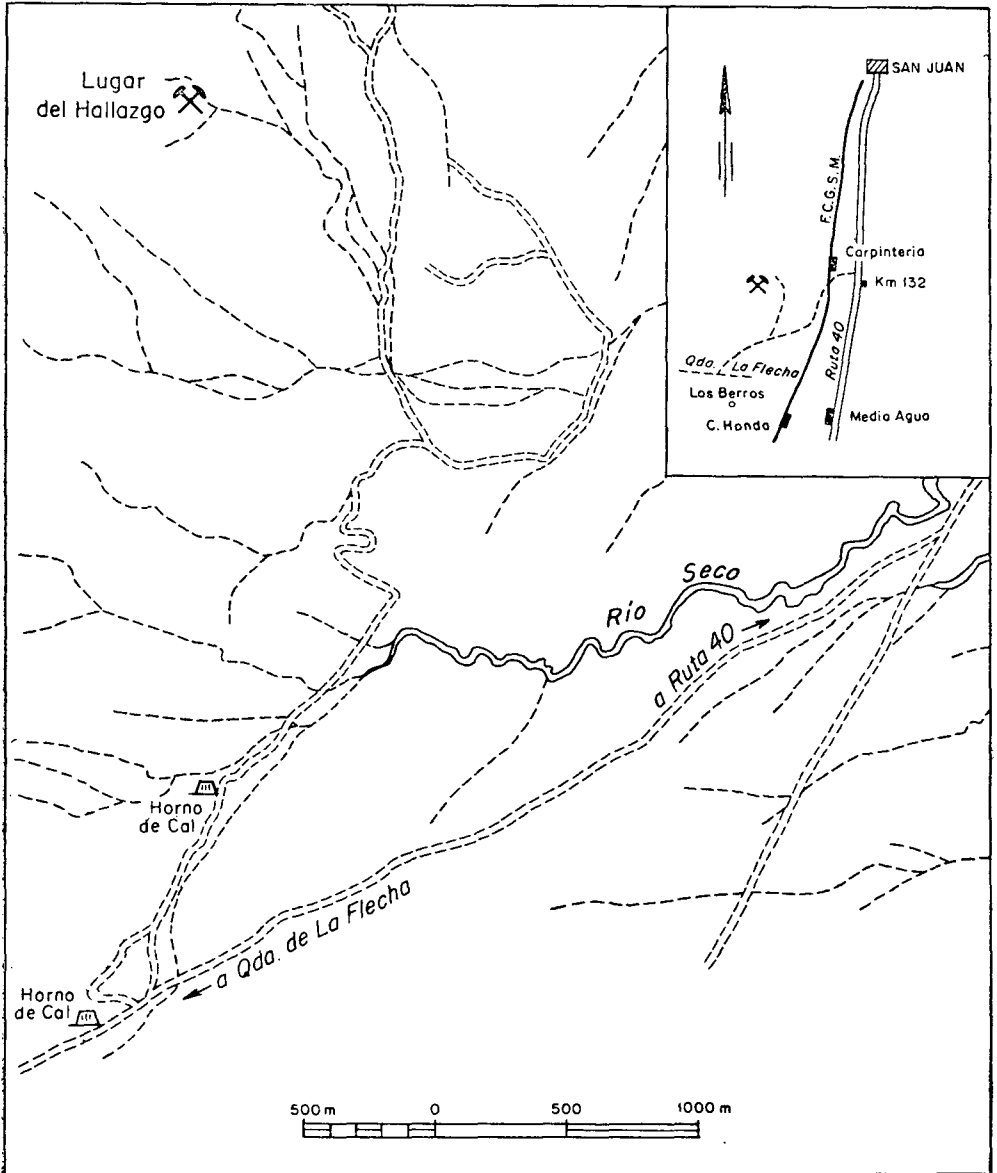 Lugar
del Hallazgo
SAN JUAN
F.C.G.S.M.
Carpinteria
Km 132
Ruta 40
Qda. La Flecha
Los Berros
C. Honda
Media Agua
Río Seco
a Ruta 40
Horno
de Cal
a Qda. de La Flecha
Horno
de Cal
500 m 0 500 1000 m